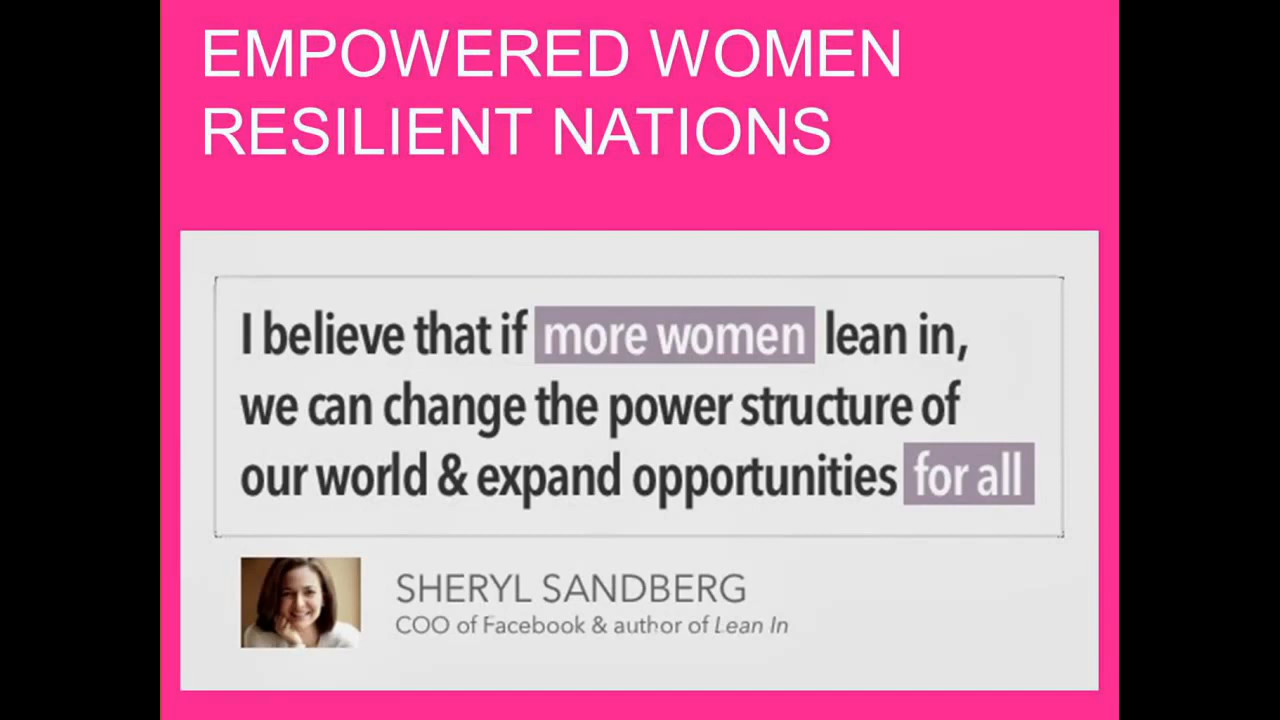 EMPOWERED WOMEN
RESILIENT NATIONS
I believe that if more women lean in,
we can change the power structure of
our world & expand opportunities for all
SHERYL SANDBERG
COO of Facebook & author of Lean In